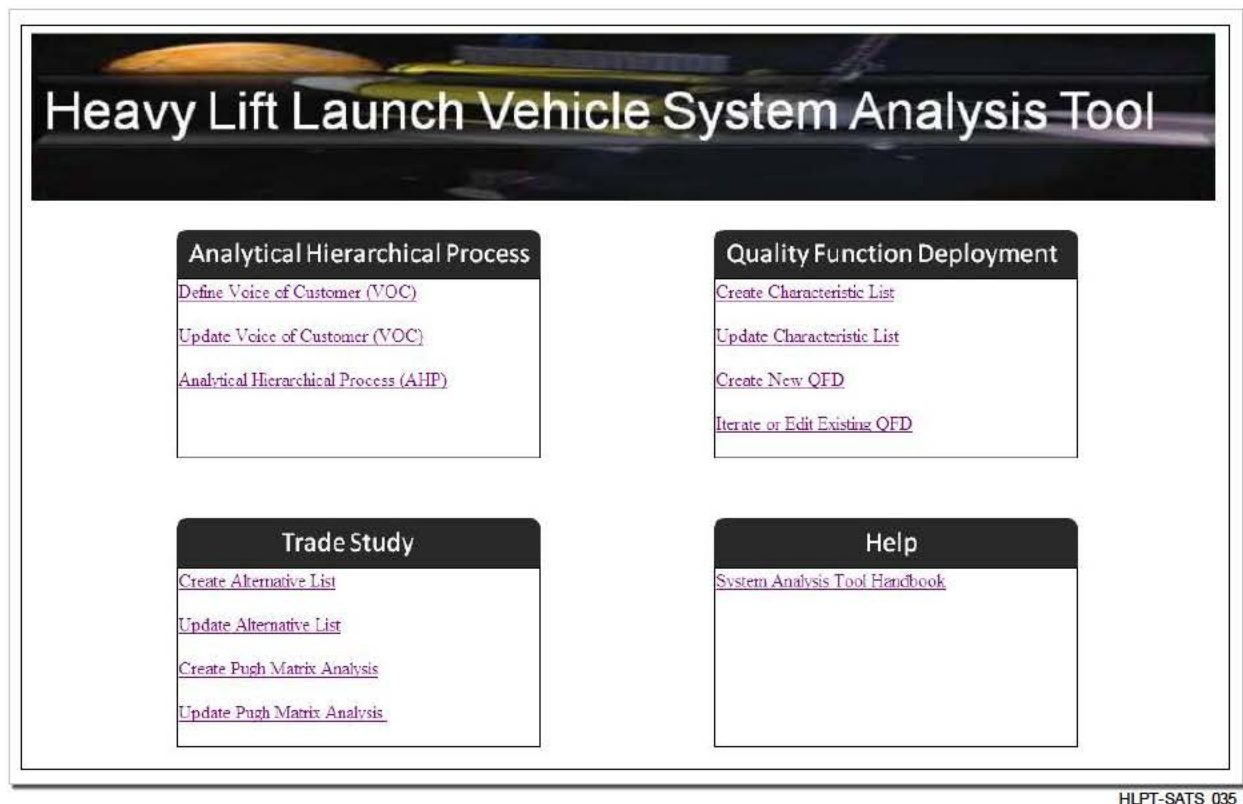 Heavy Lift Launch Vehicle System Analysis Tool
Analytical Hierarchical Process
Define Voice of Customer (VOC)
Update Voice of Customer (VOC)
Analytical Hierarchical Process (AHP)
Quality Function Deployment
Create Characteristic List
Update Characteristic List
Create New QFD
Iterate or Edit Existing QFD
Trade Study
Create Alternative List
Update Alternative List
Create Pugh Matrix Analysis
Update Pugh Matrix Analysis
Help
System Analysis Tool Handbook
HLPT-SATS_035